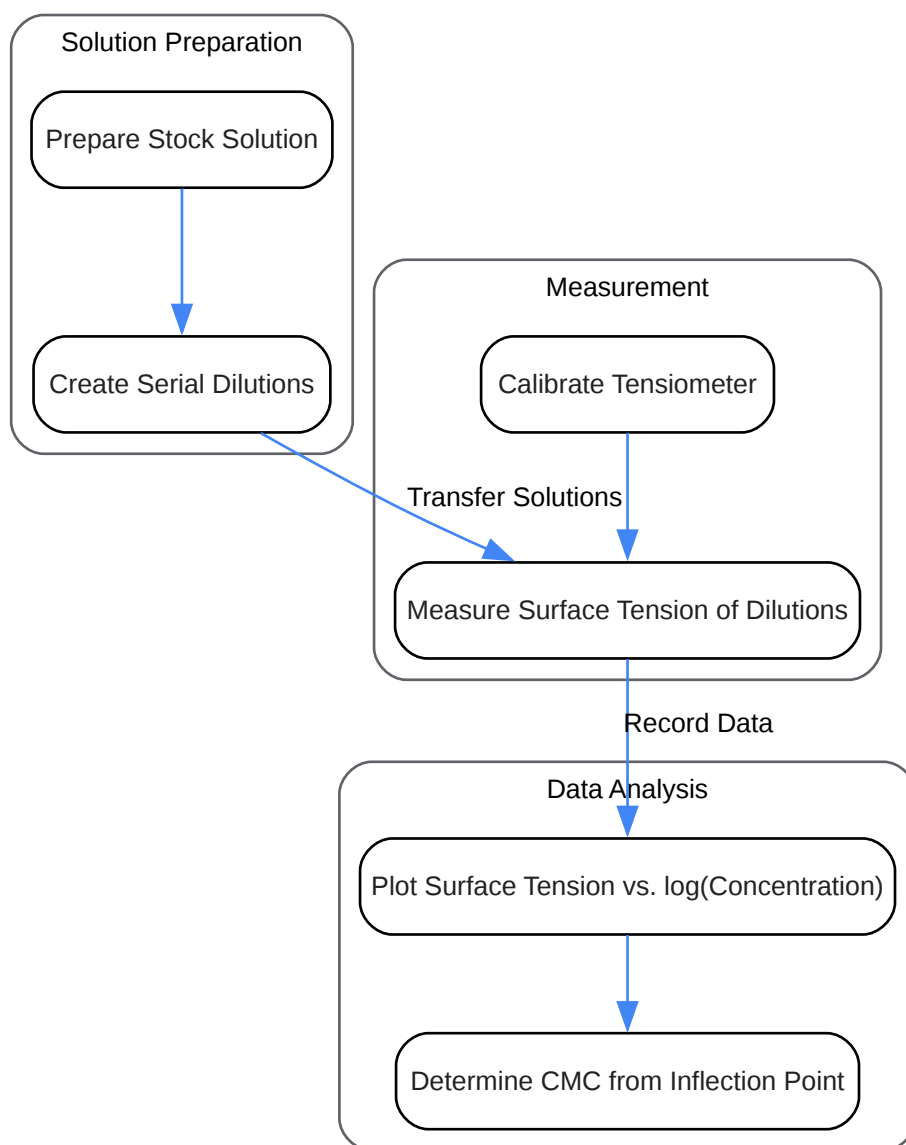 Solution Preparation
Prepare Stock Solution
Create Serial Dilutions
Measurement
Calibrate Tensiometer
Transfer Solutions
Measure Surface Tension of Dilutions
Record Data
Data Analysis
Plot Surface Tension vs. log(Concentration)
Determine CMC from Inflection Point